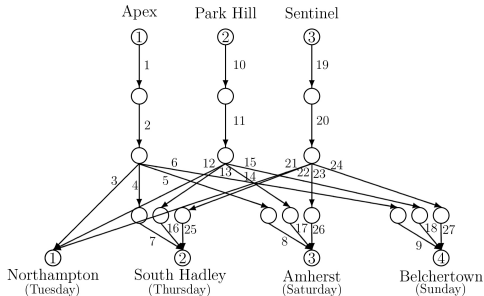 Apex Park Hill Sentinel
1 2 3
1 10 19
2 11 20
3 4 5 6 12 13 14 15 21 22 23 24
16 25 17 26 18 27
7 8 9
1 2 3 4
Northampton South Hadley Amherst Belchertown
(Tuesday) (Thursday) (Saturday) (Sunday)